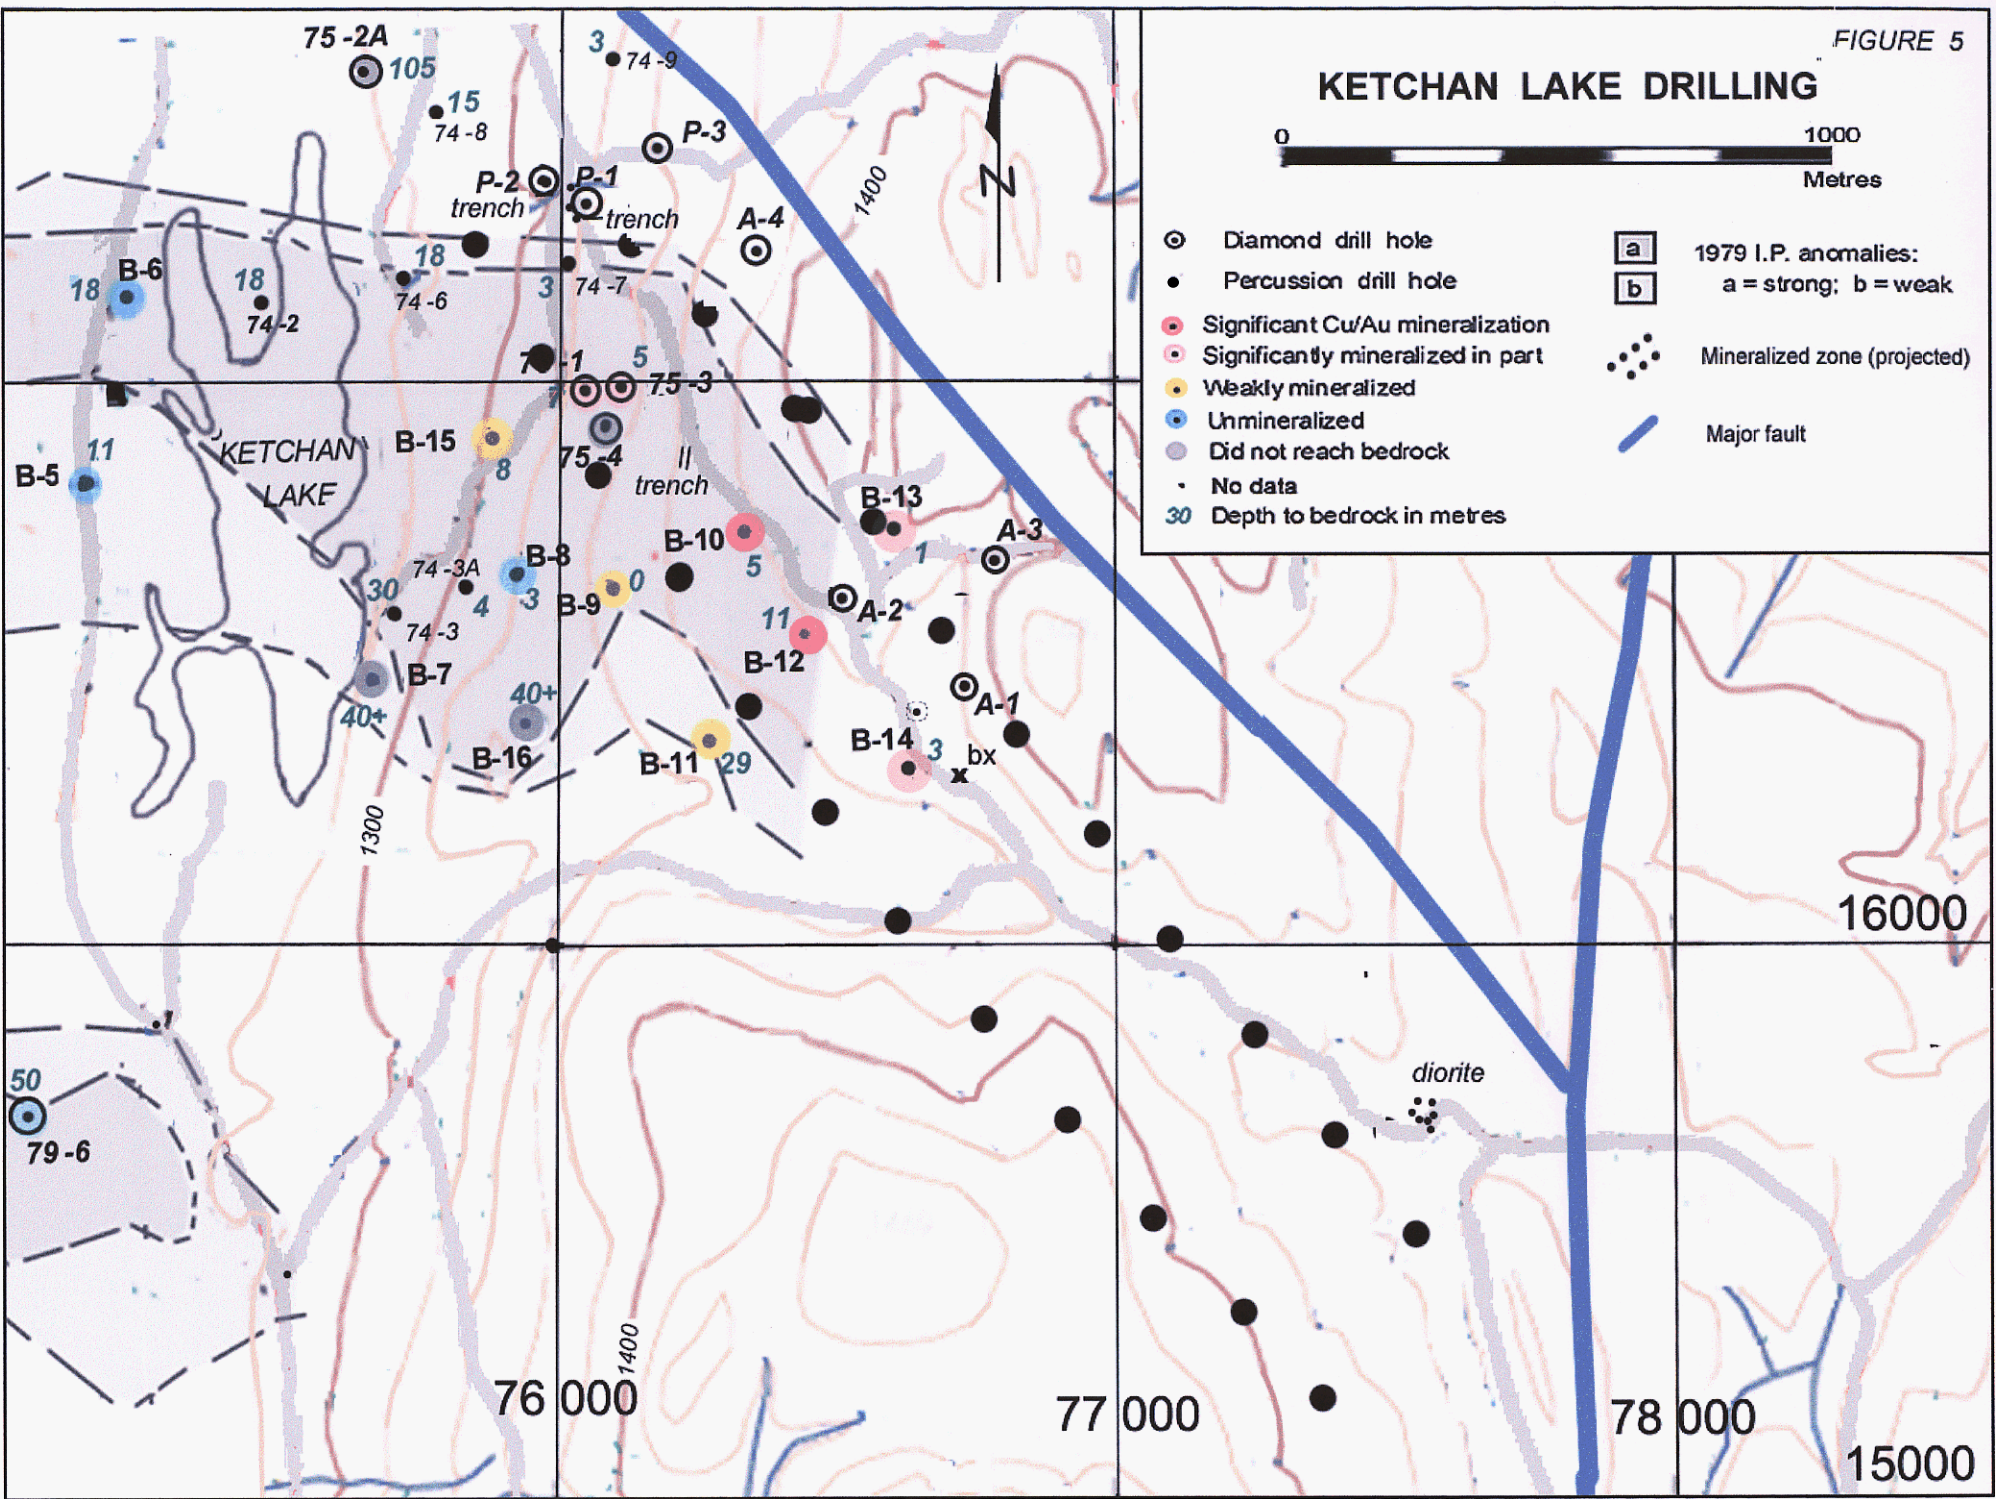 FIGURE 5
KETCHAN LAKE DRILLING
0 1000
Metres
Diamond drill hole
Percussion drill hole
Significant Cu/Au mineralization
Significantly mineralized in part
Weakly mineralized
Unmineralized
Did not reach bedrock
No data
30 Depth to bedrock in metres
a
b
1979 I.P. anomalies:
a = strong; b = weak
Mineralized zone (projected)
Major fault
N
75-2A
105
15
74-8
3
74-9
P-3
P-2
trench
P-1
trench
A-4
1400
B-6
18
18
74-2
18
74-6
3
74-7
5
75-3
7
75-4
B-15
8
KETCHAN
LAKE
11
B-5
trench
B-10
5
B-13
1
A-3
A-2
74-3A
4
30
74-3
B-8
3
B-9
0
11
B-12
B-7
40+
40+
B-16
B-11
29
A-1
B-14
3
bx
x
1300
16000
diorite
50
79-6
1400
76 000
77 000
78 000
15000